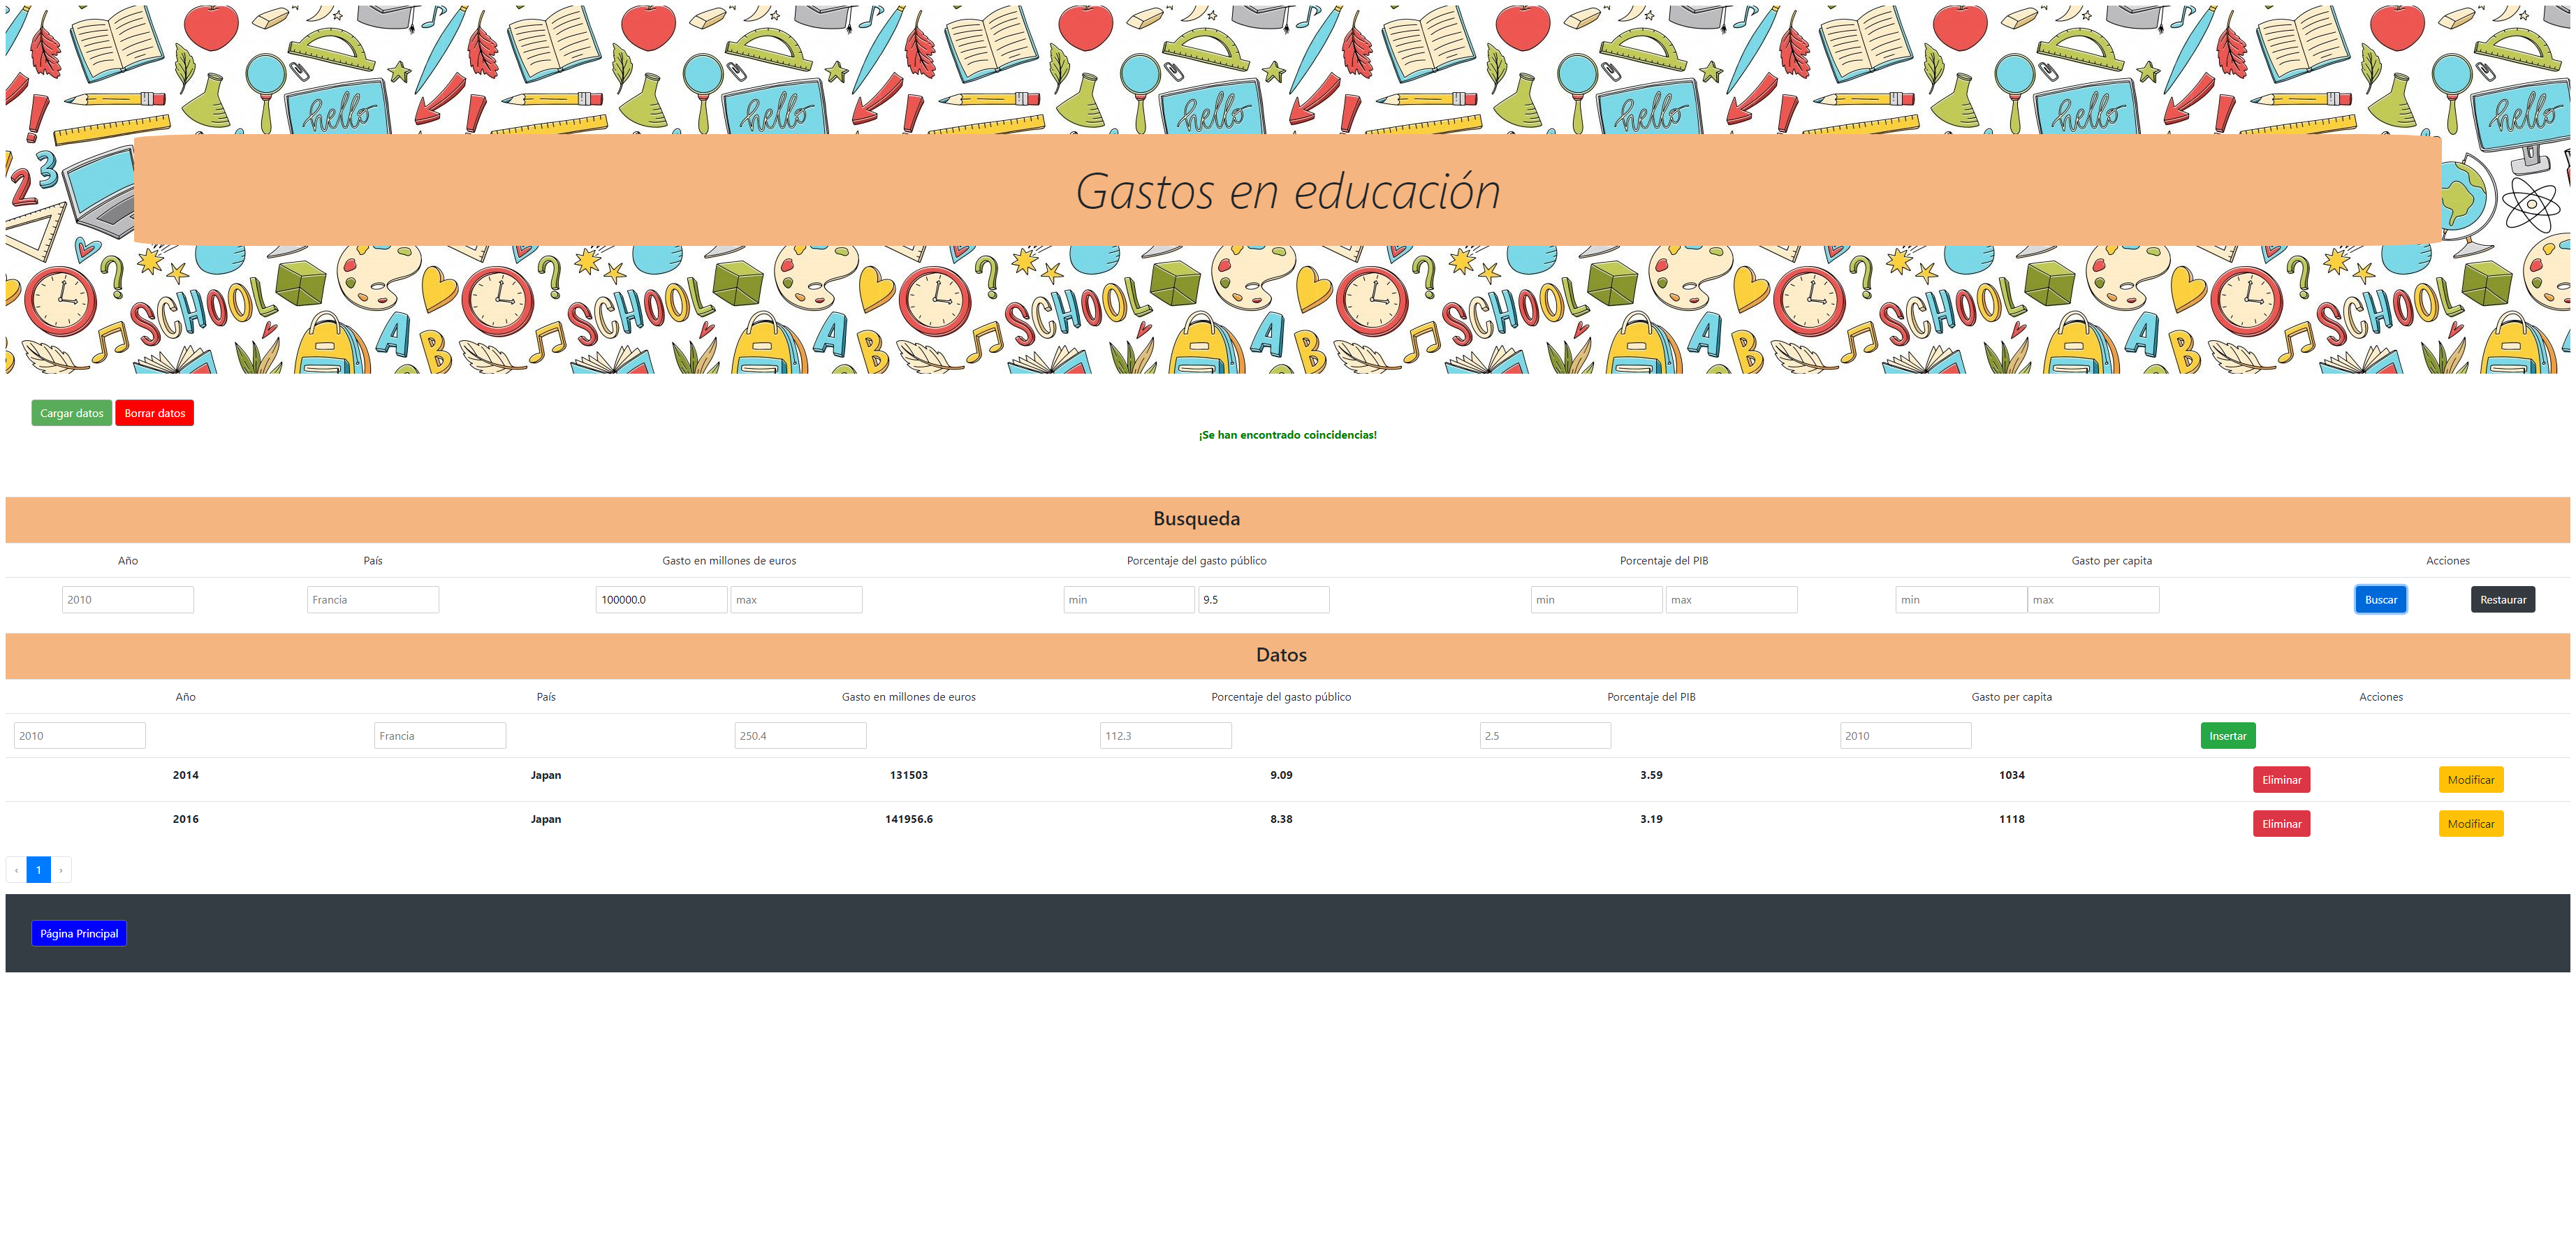 hello hello hello hello hello hello
2 3
Gastos en educación
SCHOOL SCHOOL SCHOOL SCHOOL SCHOOL SCHOOL
A B A B A B A B A B
Cargar datos Borrar datos
¡Se han encontrado coincidencias!
Busqueda
Año País Gasto en millones de euros Porcentaje del gasto público Porcentaje del PIB Gasto per capita Acciones
2010 Francia 100000.0 max min 9.5 min max min max Buscar Restaurar
Datos
Año País Gasto en millones de euros Porcentaje del gasto público Porcentaje del PIB Gasto per capita Acciones
2010 Francia 250.4 112.3 2.5 2010 Insertar
2014 Japan 131503 9.09 3.59 1034 Eliminar Modificar
2016 Japan 141956.6 8.38 3.19 1118 Eliminar Modificar
‹ 1 ›
Página Principal